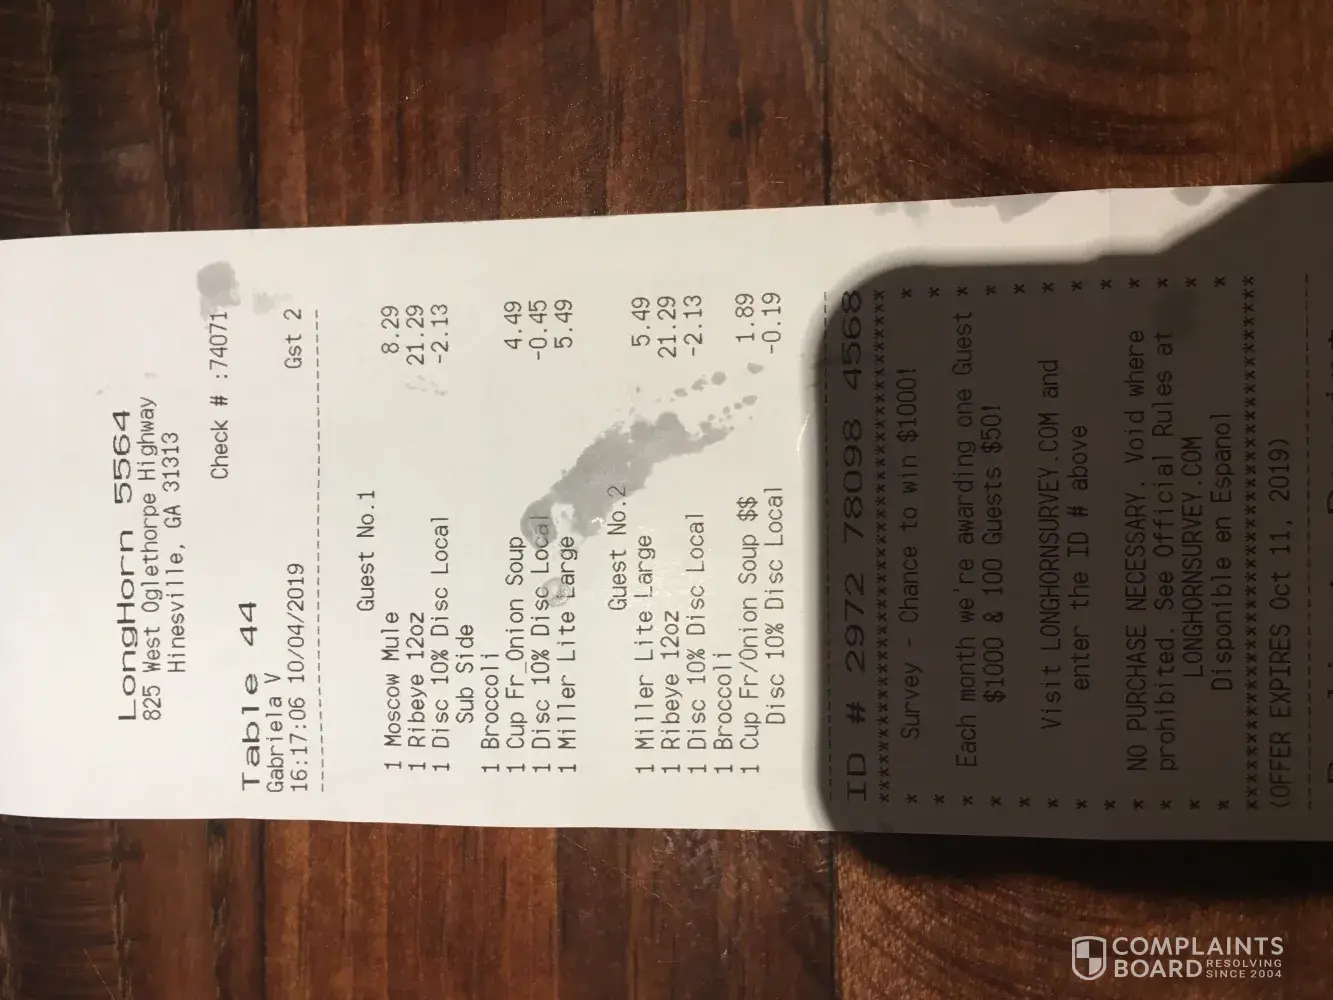 LongHorn 5564
825 West Oglethorpe Highway
Hinesville, GA 31313
Check # :74071
Table 44
Gabriela V
16:17:06 10/04/2019 Gst 2
Guest No.1
1 Moscow Mule 8.29
1 Ribeye 12oz 21.29
1 Disc 10% Disc Local -2.13
Sub Side
1 Broccoli
1 Cup Fr_Onion Soup 4.49
1 Disc 10% Disc Local -0.45
1 Miller Lite Large 5.49
Guest No.2
1 Miller Lite Large 5.49
1 Ribeye 12oz 21.29
1 Disc 10% Disc Local -2.13
1 Broccoli
1 Cup Fr/Onion Soup $$ 1.89
Disc 10% Disc Local -0.19
ID # 2972 78098 4568
****************************************
* Survey - Chance to win $1000! *
* *
* Each month we're awarding one Guest *
* $1000 & 100 Guests $50! *
* *
* Visit LONGHORNSURVEY.COM and *
* enter the ID # above *
* *
* NO PURCHASE NECESSARY. Void where *
* prohibited. See Official Rules at *
* LONGHORNSURVEY.COM *
* Disponible en Espanol *
****************************************
(OFFER EXPIRES Oct 11, 2019)
COMPLAINTS
BOARD RESOLVING
SINCE 2004